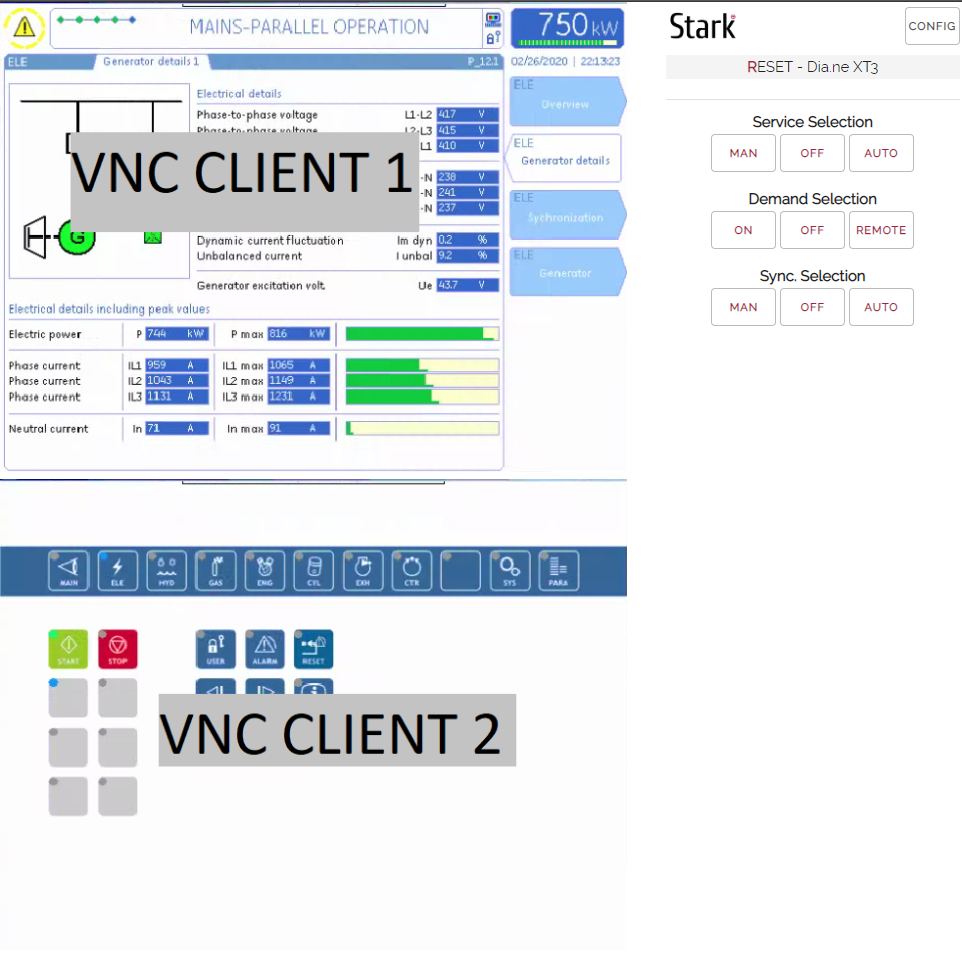 MAINS-PARALLEL OPERATION
750 kW
ELE
Generator details 1
P_12.1
02/26/2020 | 22:13:23
Electrical details
Phase-to-phase voltage L1-L2 417 V
Phase-to-phase voltage L2-L3 415 V
L1 410 V
-N 238 V
-N 241 V
-N 237 V
VNC CLIENT 1
G
Dynamic current fluctuation Im dyn 0.2 %
Unbalanced current I unbal 9.2 %
Generator excitation volt. Ue 43.7 V
Electrical details including peak values
Electric power P 744 kW P max 816 kW
Phase current IL1 959 A IL1 max 1065 A
Phase current IL2 1043 A IL2 max 1149 A
Phase current IL3 1131 A IL3 max 1231 A
Neutral current In 71 A In max 91 A
ELE
Overview
ELE
Generator details
ELE
Synchronization
ELE
Generator
MAIN ELE HYD GAS ENG CYL EXH CTR SYS PARA
START STOP USER ALARM RESET
VNC CLIENT 2
Stark
CONFIG
RESET - Dia.ne XT3
Service Selection
MAN OFF AUTO
Demand Selection
ON OFF REMOTE
Sync. Selection
MAN OFF AUTO